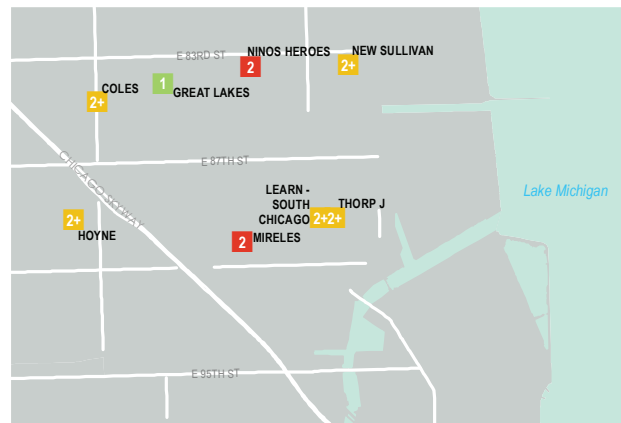 E 83RD ST
NINOS HEROES
NEW SULLIVAN
2
2+
COLES
1
2+
GREAT LAKES
CHICAGO SKYWAY
E 87TH ST
Lake Michigan
LEARN -
SOUTH
CHICAGO
THORP J
2+2+
2+
HOYNE
2
MIRELES
E 95TH ST